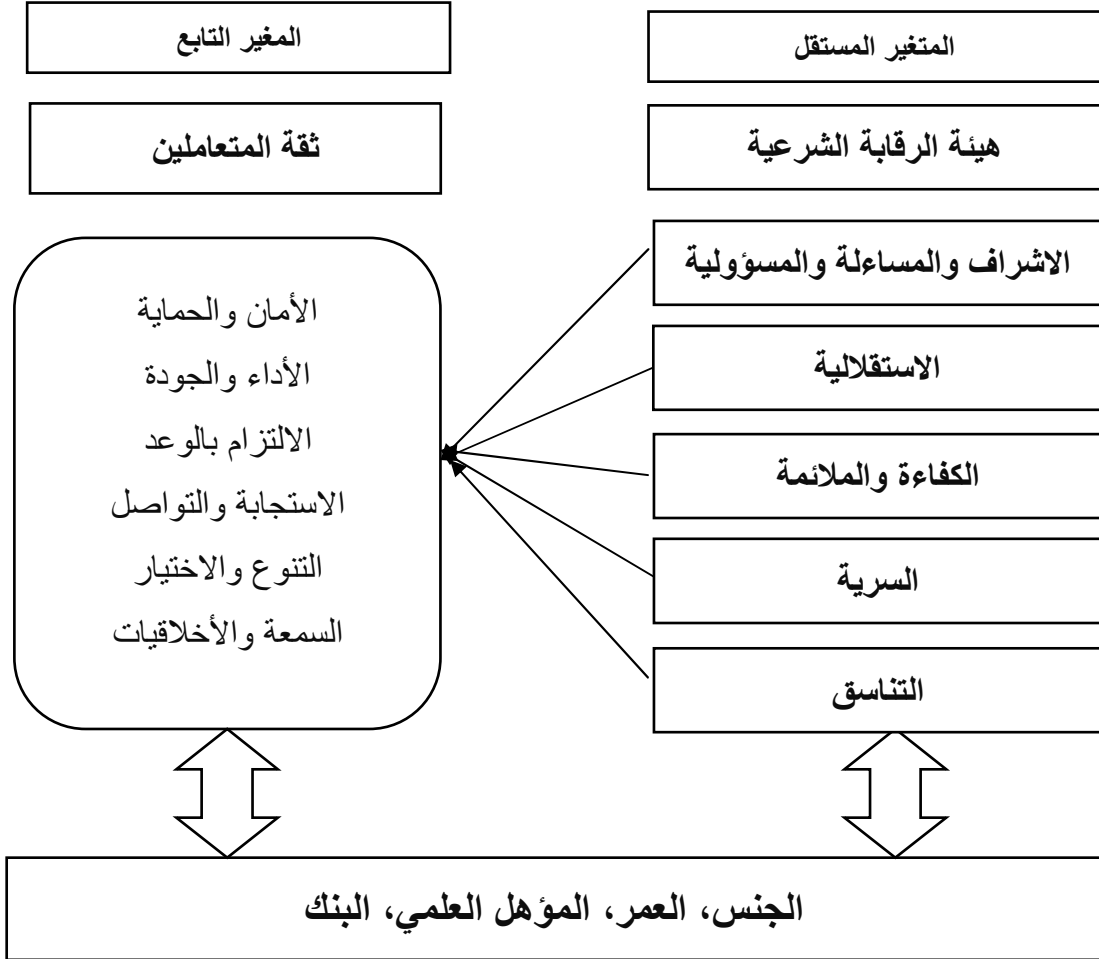 المتغير المستقل
المغير التابع
هيئة الرقابة الشرعية
ثقة المتعاملين
الاشراف والمساءلة والمسؤولية
الاستقلالية
الكفاءة والملائمة
السرية
التناسق
الأمان والحماية
الأداء والجودة
الالتزام بالوعد
الاستجابة والتواصل
التنوع والاختيار
السمعة والأخلاقيات
الجنس، العمر، المؤهل العلمي، البنك